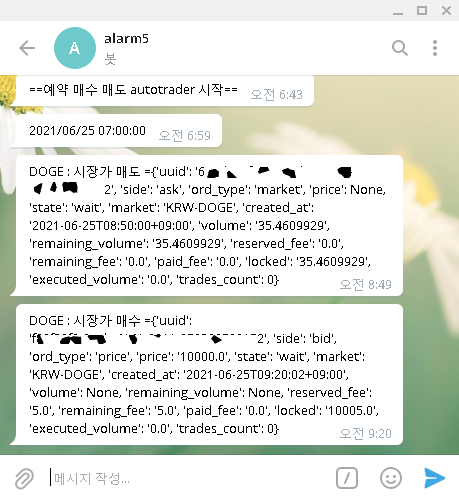 alarm5
A
봇
==예약 매수 매도 autotrader 시작==
오전 6:43
2021/06/25 07:00:00
오전 6:59
DOGE : 시장가 매도 ={'uuid': '6
2', 'side': 'ask', 'ord_type': 'market', 'price': None,
'state': 'wait', 'market': 'KRW-DOGE', 'created_at':
'2021-06-25T08:50:00+09:00', 'volume': '35.4609929',
'remaining_volume': '35.4609929', 'reserved_fee': '0.0',
'remaining_fee': '0.0', 'paid_fee': '0.0', 'locked': '35.4609929',
'executed_volume': '0.0', 'trades_count': 0}
오전 8:49
DOGE : 시장가 매수 ={'uuid':
2', 'side': 'bid',
'ord_type': 'price', 'price': '10000.0', 'state': 'wait', 'market':
'KRW-DOGE', 'created_at': '2021-06-25T09:20:02+09:00',
'volume': None, 'remaining_volume': None, 'reserved_fee':
'5.0', 'remaining_fee': '5.0', 'paid_fee': '0.0', 'locked': '10005.0',
'executed_volume': '0.0', 'trades_count': 0}
오전 9:20
메시지 작성...